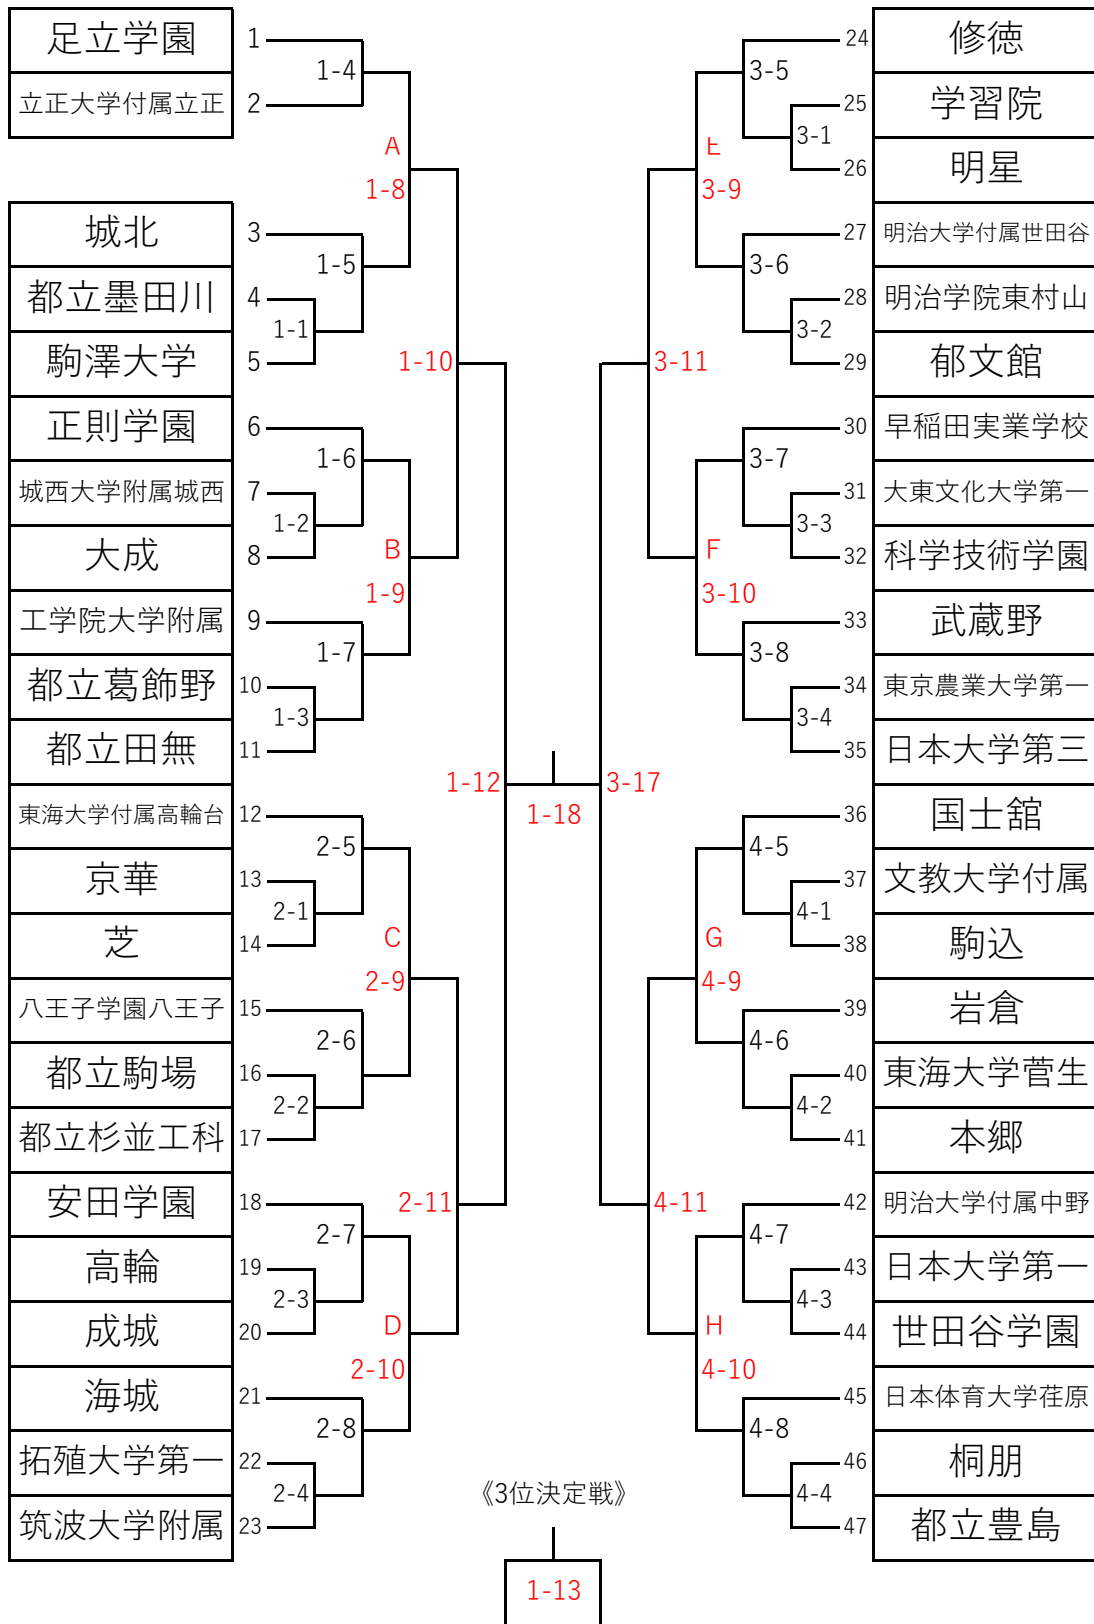 足立学園 1
1-4
立正大学付属立正 2
A
1-8
城北 3
1-5
都立墨田川 4
1-1
駒澤大学 5
1-10
正則学園 6
1-6
城西大学附属城西 7
1-2
大成 8
B
1-9
工学院大学附属 9
1-7
都立葛飾野 10
1-3
都立田無 11
1-12
東海大学付属高輪台 12
2-5
京華 13
2-1
芝 14
C
2-9
八王子学園八王子 15
2-6
都立駒場 16
2-2
都立杉並工科 17
2-11
安田学園 18
2-7
高輪 19
2-3
成城 20
D
2-10
海城 21
2-8
拓殖大学第一 22
2-4
筑波大学附属 23
1-18
24 修徳
3-5
25 学習院
3-1
26 明星
E
3-9
27 明治大学付属世田谷
3-6
28 明治学院東村山
3-2
29 郁文館
3-11
30 早稲田実業学校
3-7
31 大東文化大学第一
3-3
32 科学技術学園
F
3-10
33 武蔵野
3-8
34 東京農業大学第一
3-4
35 日本大学第三
3-17
36 国士舘
4-5
37 文教大学付属
4-1
38 駒込
G
4-9
39 岩倉
4-6
40 東海大学菅生
4-2
41 本郷
4-11
42 明治大学付属中野
4-7
43 日本大学第一
4-3
44 世田谷学園
H
4-10
45 日本体育大学荏原
4-8
46 桐朋
4-4
47 都立豊島
《3位決定戦》
1-13